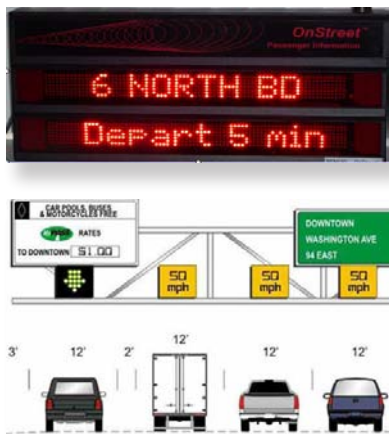 OnStreet™
Passenger Information
6 NORTH BD
Depart 5 min
CAR POOLS, BUSES
& MOTORCYCLES FREE
RATES
TO DOWNTOWN $1.00
DOWNTOWN
WASHINGTON AVE
94 EAST
50
mph
50
mph
50
mph
3' 12' 2' 12' 12' 12'